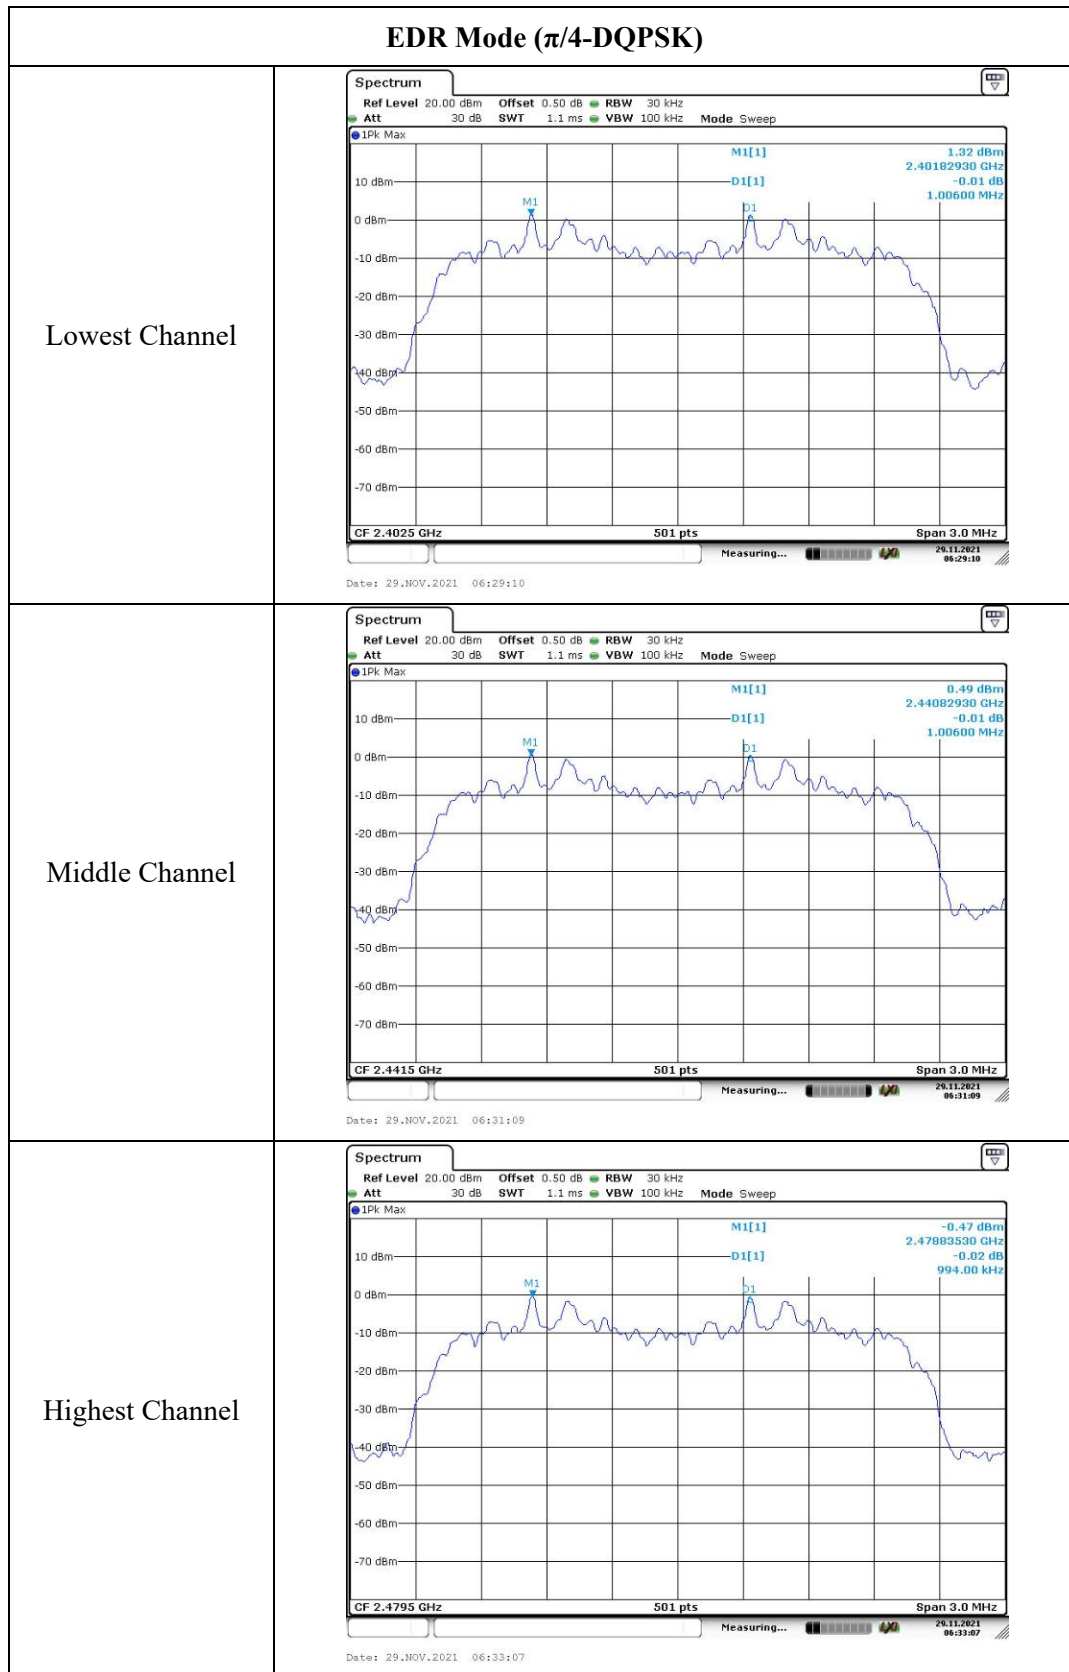 EDR Mode (π/4-DQPSK)
Lowest Channel
Spectrum
Ref Level 20.00 dBm Offset 0.50 dB RBW 30 kHz
Att 30 dB SWT 1.1 ms VBW 100 kHz Mode Sweep
1Pk Max
M1[1] 1.32 dBm
2.40182930 GHz
10 dBm D1[1] -0.01 dB
1.00600 MHz
M1 D1
0 dBm
-10 dBm
-20 dBm
-30 dBm
-40 dBm
-50 dBm
-60 dBm
-70 dBm
CF 2.4025 GHz 501 pts Span 3.0 MHz
Measuring... LXI 29.11.2021
06:29:10
Date: 29.NOV.2021 06:29:10
Middle Channel
Spectrum
Ref Level 20.00 dBm Offset 0.50 dB RBW 30 kHz
Att 30 dB SWT 1.1 ms VBW 100 kHz Mode Sweep
1Pk Max
M1[1] 0.49 dBm
2.44082930 GHz
10 dBm D1[1] -0.01 dB
1.00600 MHz
M1 D1
0 dBm
-10 dBm
-20 dBm
-30 dBm
-40 dBm
-50 dBm
-60 dBm
-70 dBm
CF 2.4415 GHz 501 pts Span 3.0 MHz
Measuring... LXI 29.11.2021
06:31:09
Date: 29.NOV.2021 06:31:09
Highest Channel
Spectrum
Ref Level 20.00 dBm Offset 0.50 dB RBW 30 kHz
Att 30 dB SWT 1.1 ms VBW 100 kHz Mode Sweep
1Pk Max
M1[1] -0.47 dBm
2.47883530 GHz
10 dBm D1[1] -0.02 dB
994.00 kHz
M1 D1
0 dBm
-10 dBm
-20 dBm
-30 dBm
-40 dBm
-50 dBm
-60 dBm
-70 dBm
CF 2.4795 GHz 501 pts Span 3.0 MHz
Measuring... LXI 29.11.2021
06:33:07
Date: 29.NOV.2021 06:33:07